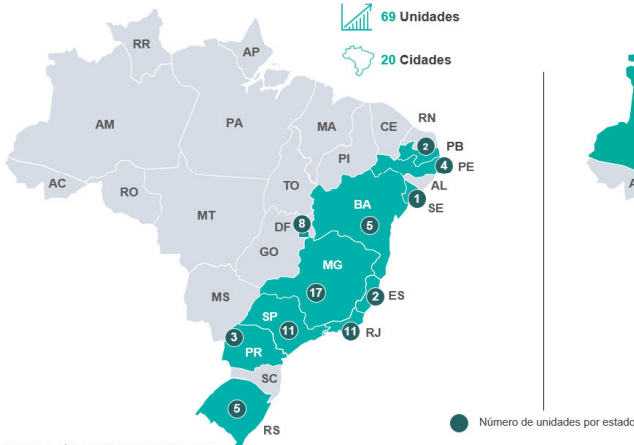 69 Unidades
20 Cidades
RR
AP
AM
PA
MA
CE
RN
2
PB
4
PE
PI
AL
AC
RO
TO
1
SE
MT
BA
5
DF
8
GO
MG
17
MS
2
ES
SP
11
11
RJ
3
PR
SC
5
RS
A
Número de unidades por estado